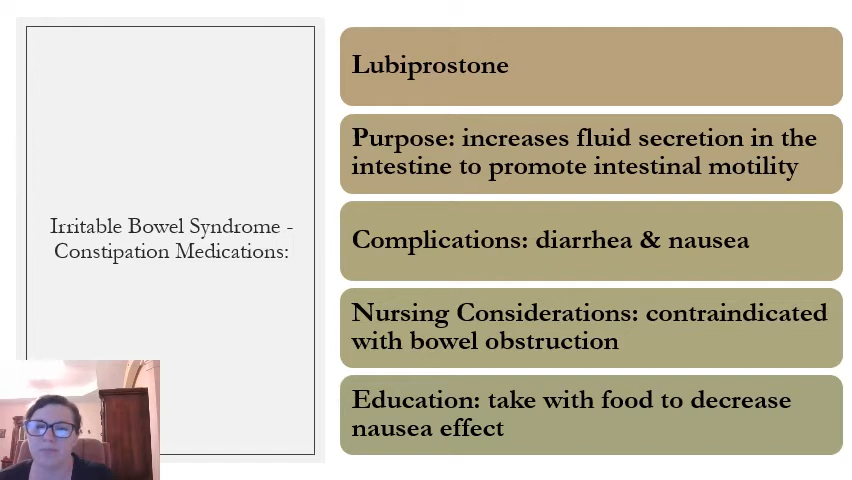 Irritable Bowel Syndrome -
Constipation Medications:
Lubiprostone
Purpose: increases fluid secretion in the
intestine to promote intestinal motility
Complications: diarrhea & nausea
Nursing Considerations: contraindicated
with bowel obstruction
Education: take with food to decrease
nausea effect